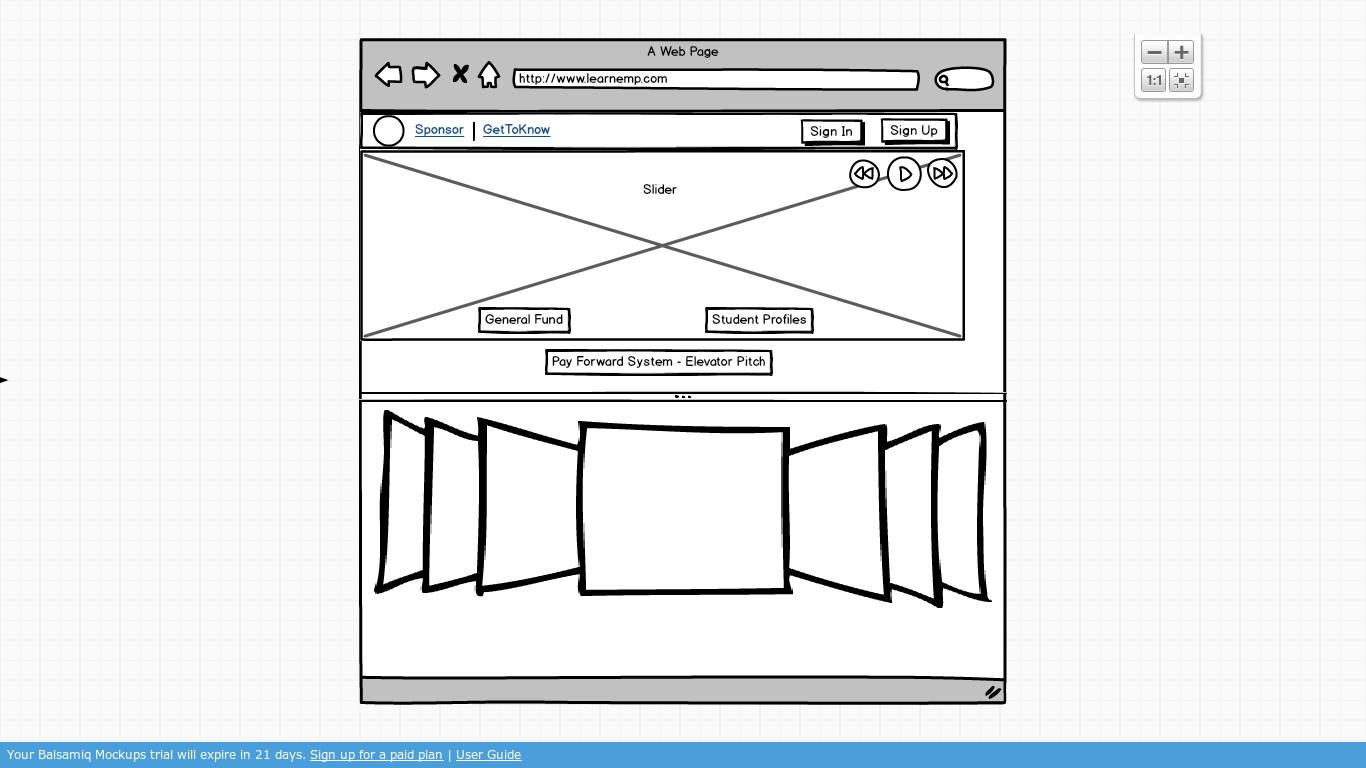 A Web Page
http://www.learnemp.com
Sponsor | GetToKnow
Sign In
Sign Up
Slider
General Fund
Student Profiles
Pay Forward System - Elevator Pitch
1:1
Your Balsamiq Mockups trial will expire in 21 days. Sign up for a paid plan | User Guide